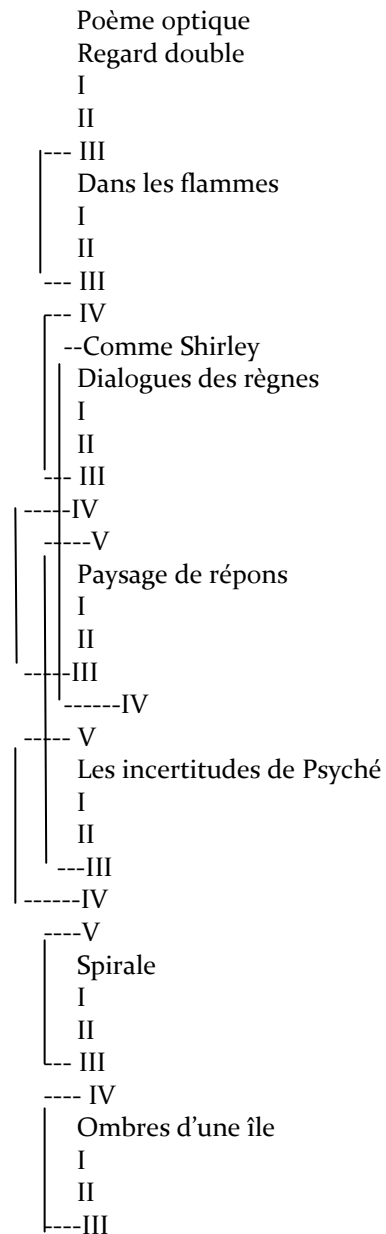 Poème optique
Regard double
I
II
--- III
Dans les flammes
I
II
--- III
--- IV
--Comme Shirley
Dialogues des règnes
I
II
--- III
-----IV
-----V
Paysage de répons
I
II
-----III
------IV
----- V
Les incertitudes de Psyché
I
II
---III
------IV
----V
Spirale
I
II
--- III
---- IV
Ombres d'une île
I
II
----III